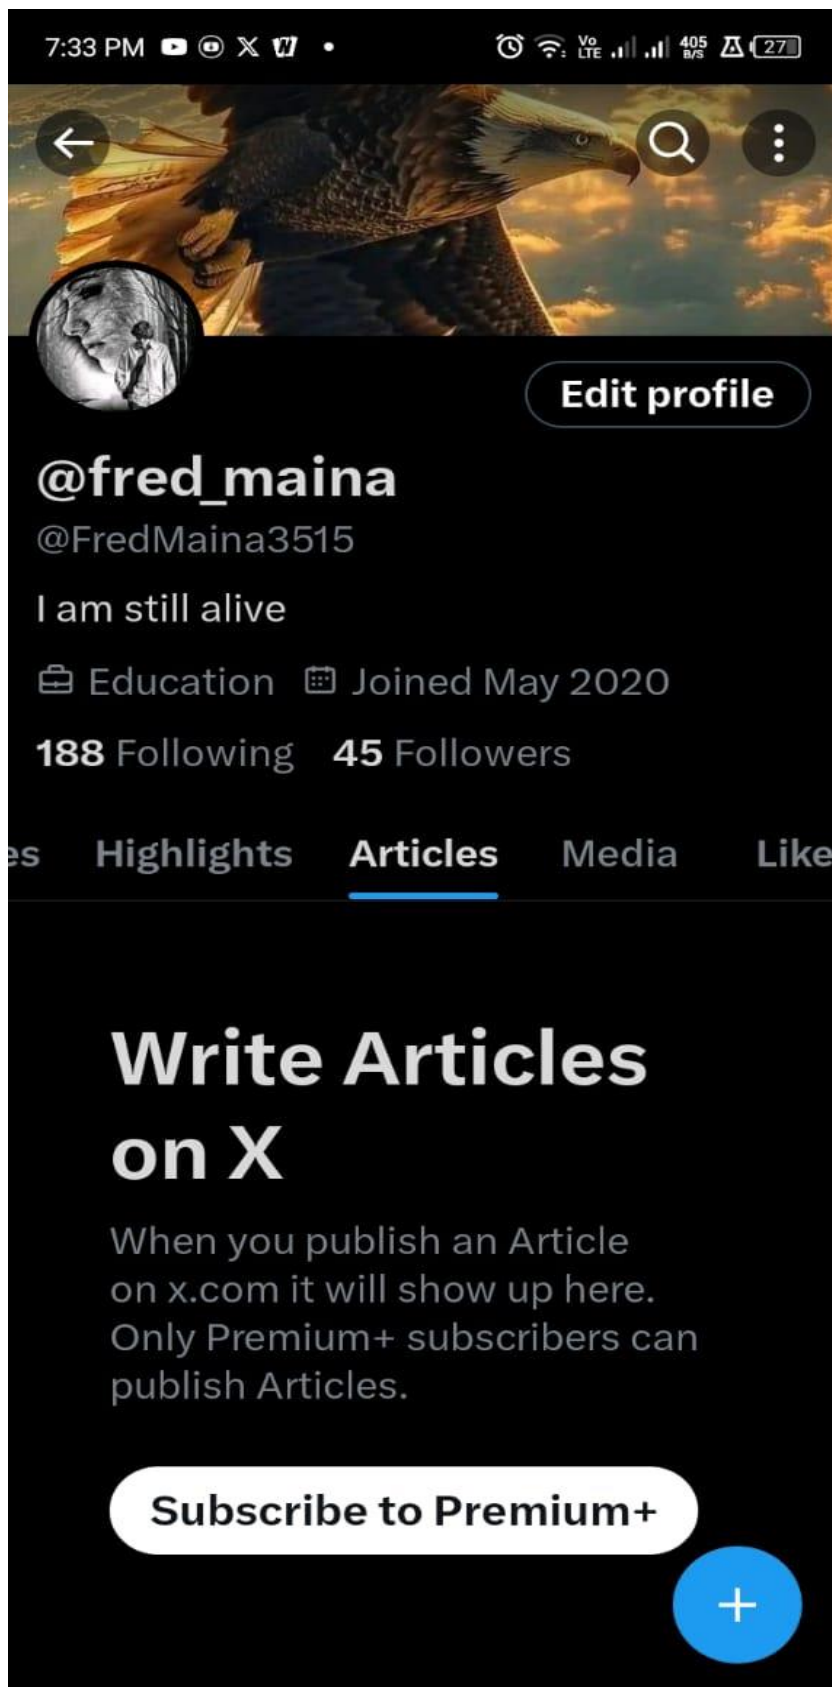 7:33 PM
Vo LTE
405 B/S
27
Edit profile
@fred_maina
@FredMaina3515
I am still alive
Education Joined May 2020
188 Following 45 Followers
es Highlights Articles Media Like
Write Articles
on X
When you publish an Article
on x.com it will show up here.
Only Premium+ subscribers can
publish Articles.
Subscribe to Premium+